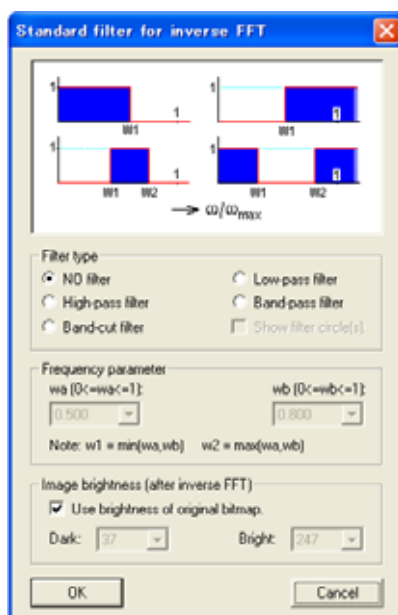 Standard filter for inverse FFT
1 1
W1 1 W1 1
1 1
W1 W2 1 W1 W2 1
→ ω/ωmax
Filter type
NO filter Low-pass filter
High-pass filter Band-pass filter
Band-cut filter Show filter circle(s).
Frequency parameter
wa (0<=wa<=1): wb (0<=wb<=1):
0.500 0.800
Note: w1 = min(wa,wb) w2 = max(wa,wb)
Image brightness (after inverse FFT)
Use brightness of original bitmap.
Dark: 37 Bright: 247
OK Cancel